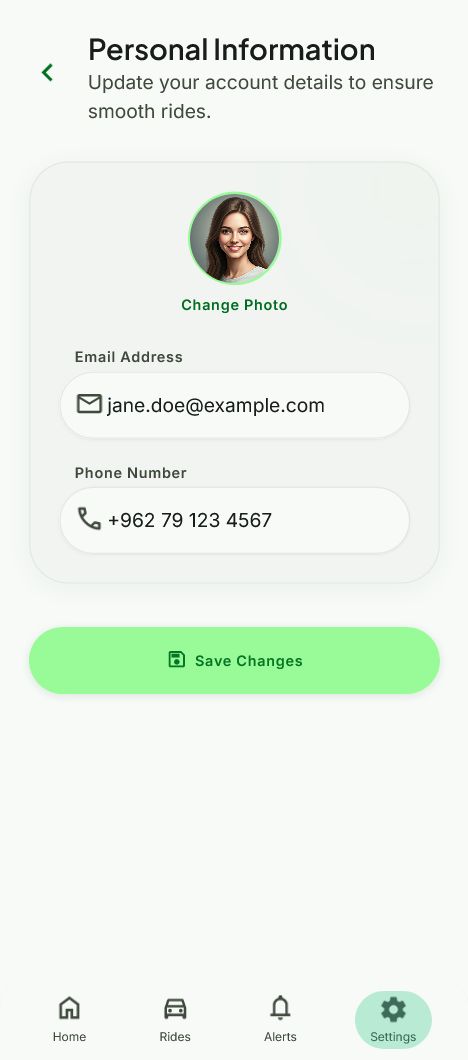 Personal Information
Update your account details to ensure
smooth rides.
Change Photo
Email Address
jane.doe@example.com
Phone Number
+962 79 123 4567
Save Changes
Home
Rides
Alerts
Settings